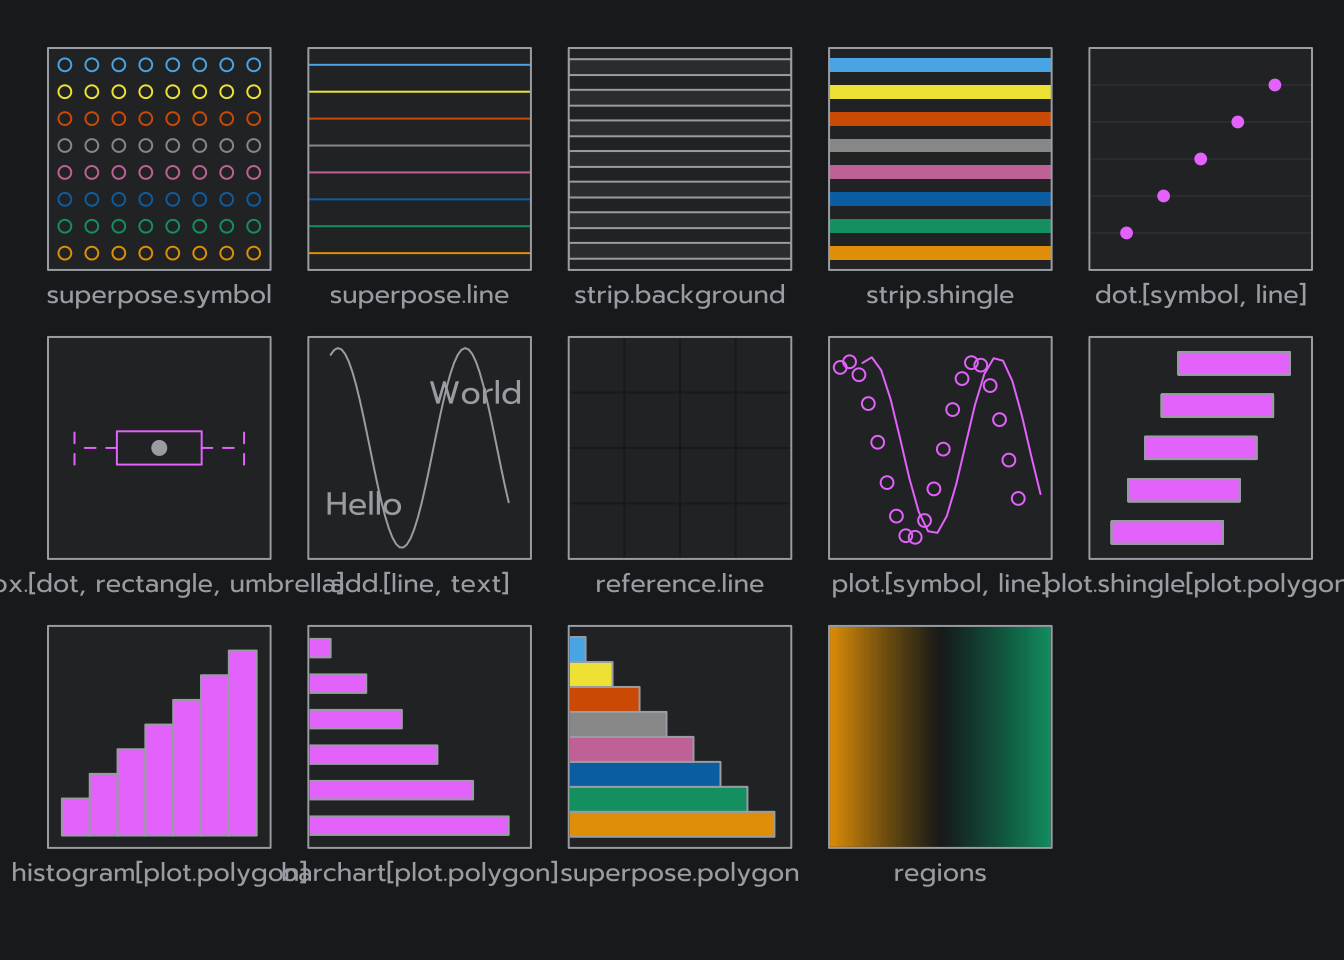 superpose.symbol
superpose.line
strip.background
strip.shingle
dot.[symbol, line]
World
Hello
ox.[dot, rectangle, umbrella]
add.[line, text]
reference.line
plot.[symbol, line]
plot.shingle[plot.polygon
histogram[plot.polygon]
barchart[plot.polygon]
superpose.polygon
regions